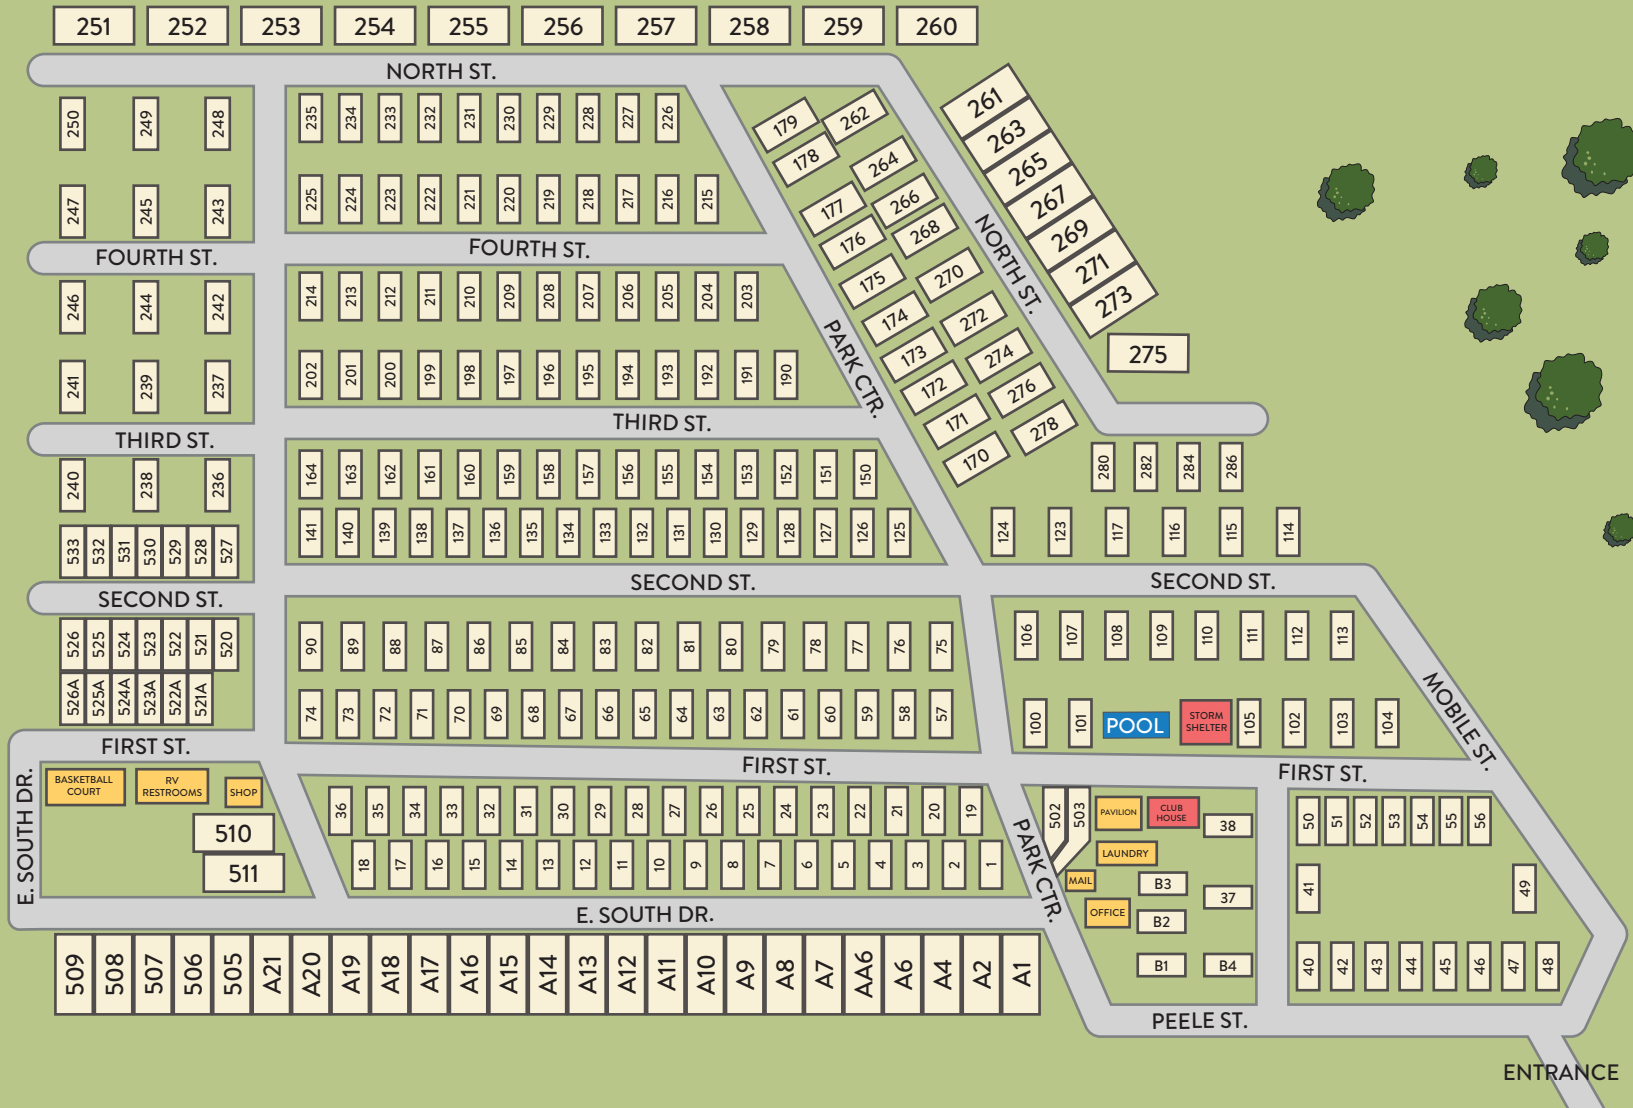 251 252 253 254 255 256 257 258 259 260
NORTH ST.
250 249 248
235 234 233 232 231 230 229 228 227 226
179 262
178 264
261
263
265
267
269
271
273
275
247 245 243
225 224 223 222 221 220 219 218 217 216 215
177 266
176 268
175 270
174 272
173 274
172 276
171 278
170
NORTH ST.
FOURTH ST.
FOURTH ST.
246 244 242
214 213 212 211 210 209 208 207 206 205 204 203
PARK CTR.
241 239 237
202 201 200 199 198 197 196 195 194 193 192 191 190
THIRD ST.
THIRD ST.
240 238 236
164 163 162 161 160 159 158 157 156 155 154 153 152 151 150
280 282 284 286
533 532 531 530 529 528 527
141 140 139 138 137 136 135 134 133 132 131 130 129 128 127 126 125
124 123 117 116 115 114
SECOND ST.
SECOND ST.
SECOND ST.
526 525 524 523 522 521 520
90 89 88 87 86 85 84 83 82 81 80 79 78 77 76 75
106 107 108 109 110 111 112 113
526A 525A 524A 523A 522A 521A
74 73 72 71 70 69 68 67 66 65 64 63 62 61 60 59 58 57
100 101
POOL
STORM
SHELTER
105 102 103 104
MOBILE ST.
FIRST ST.
FIRST ST.
FIRST ST.
E. SOUTH DR.
BASKETBALL
COURT
RV
RESTROOMS
SHOP
510
511
36 35 34 33 32 31 30 29 28 27 26 25 24 23 22 21 20 19
18 17 16 15 14 13 12 11 10 9 8 7 6 5 4 3 2 1
PARK CTR.
502 503
PAVILION
CLUB
HOUSE
38
LAUNDRY
MAIL
B3
37
OFFICE
B2
B1 B4
50 51 52 53 54 55 56
41 49
40 42 43 44 45 46 47 48
E. SOUTH DR.
509 508 507 506 505 A21 A20 A19 A18 A17 A16 A15 A14 A13 A12 A11 A10 A9 A8 A7 AA6 A6 A4 A2 A1
PEELE ST.
ENTRANCE